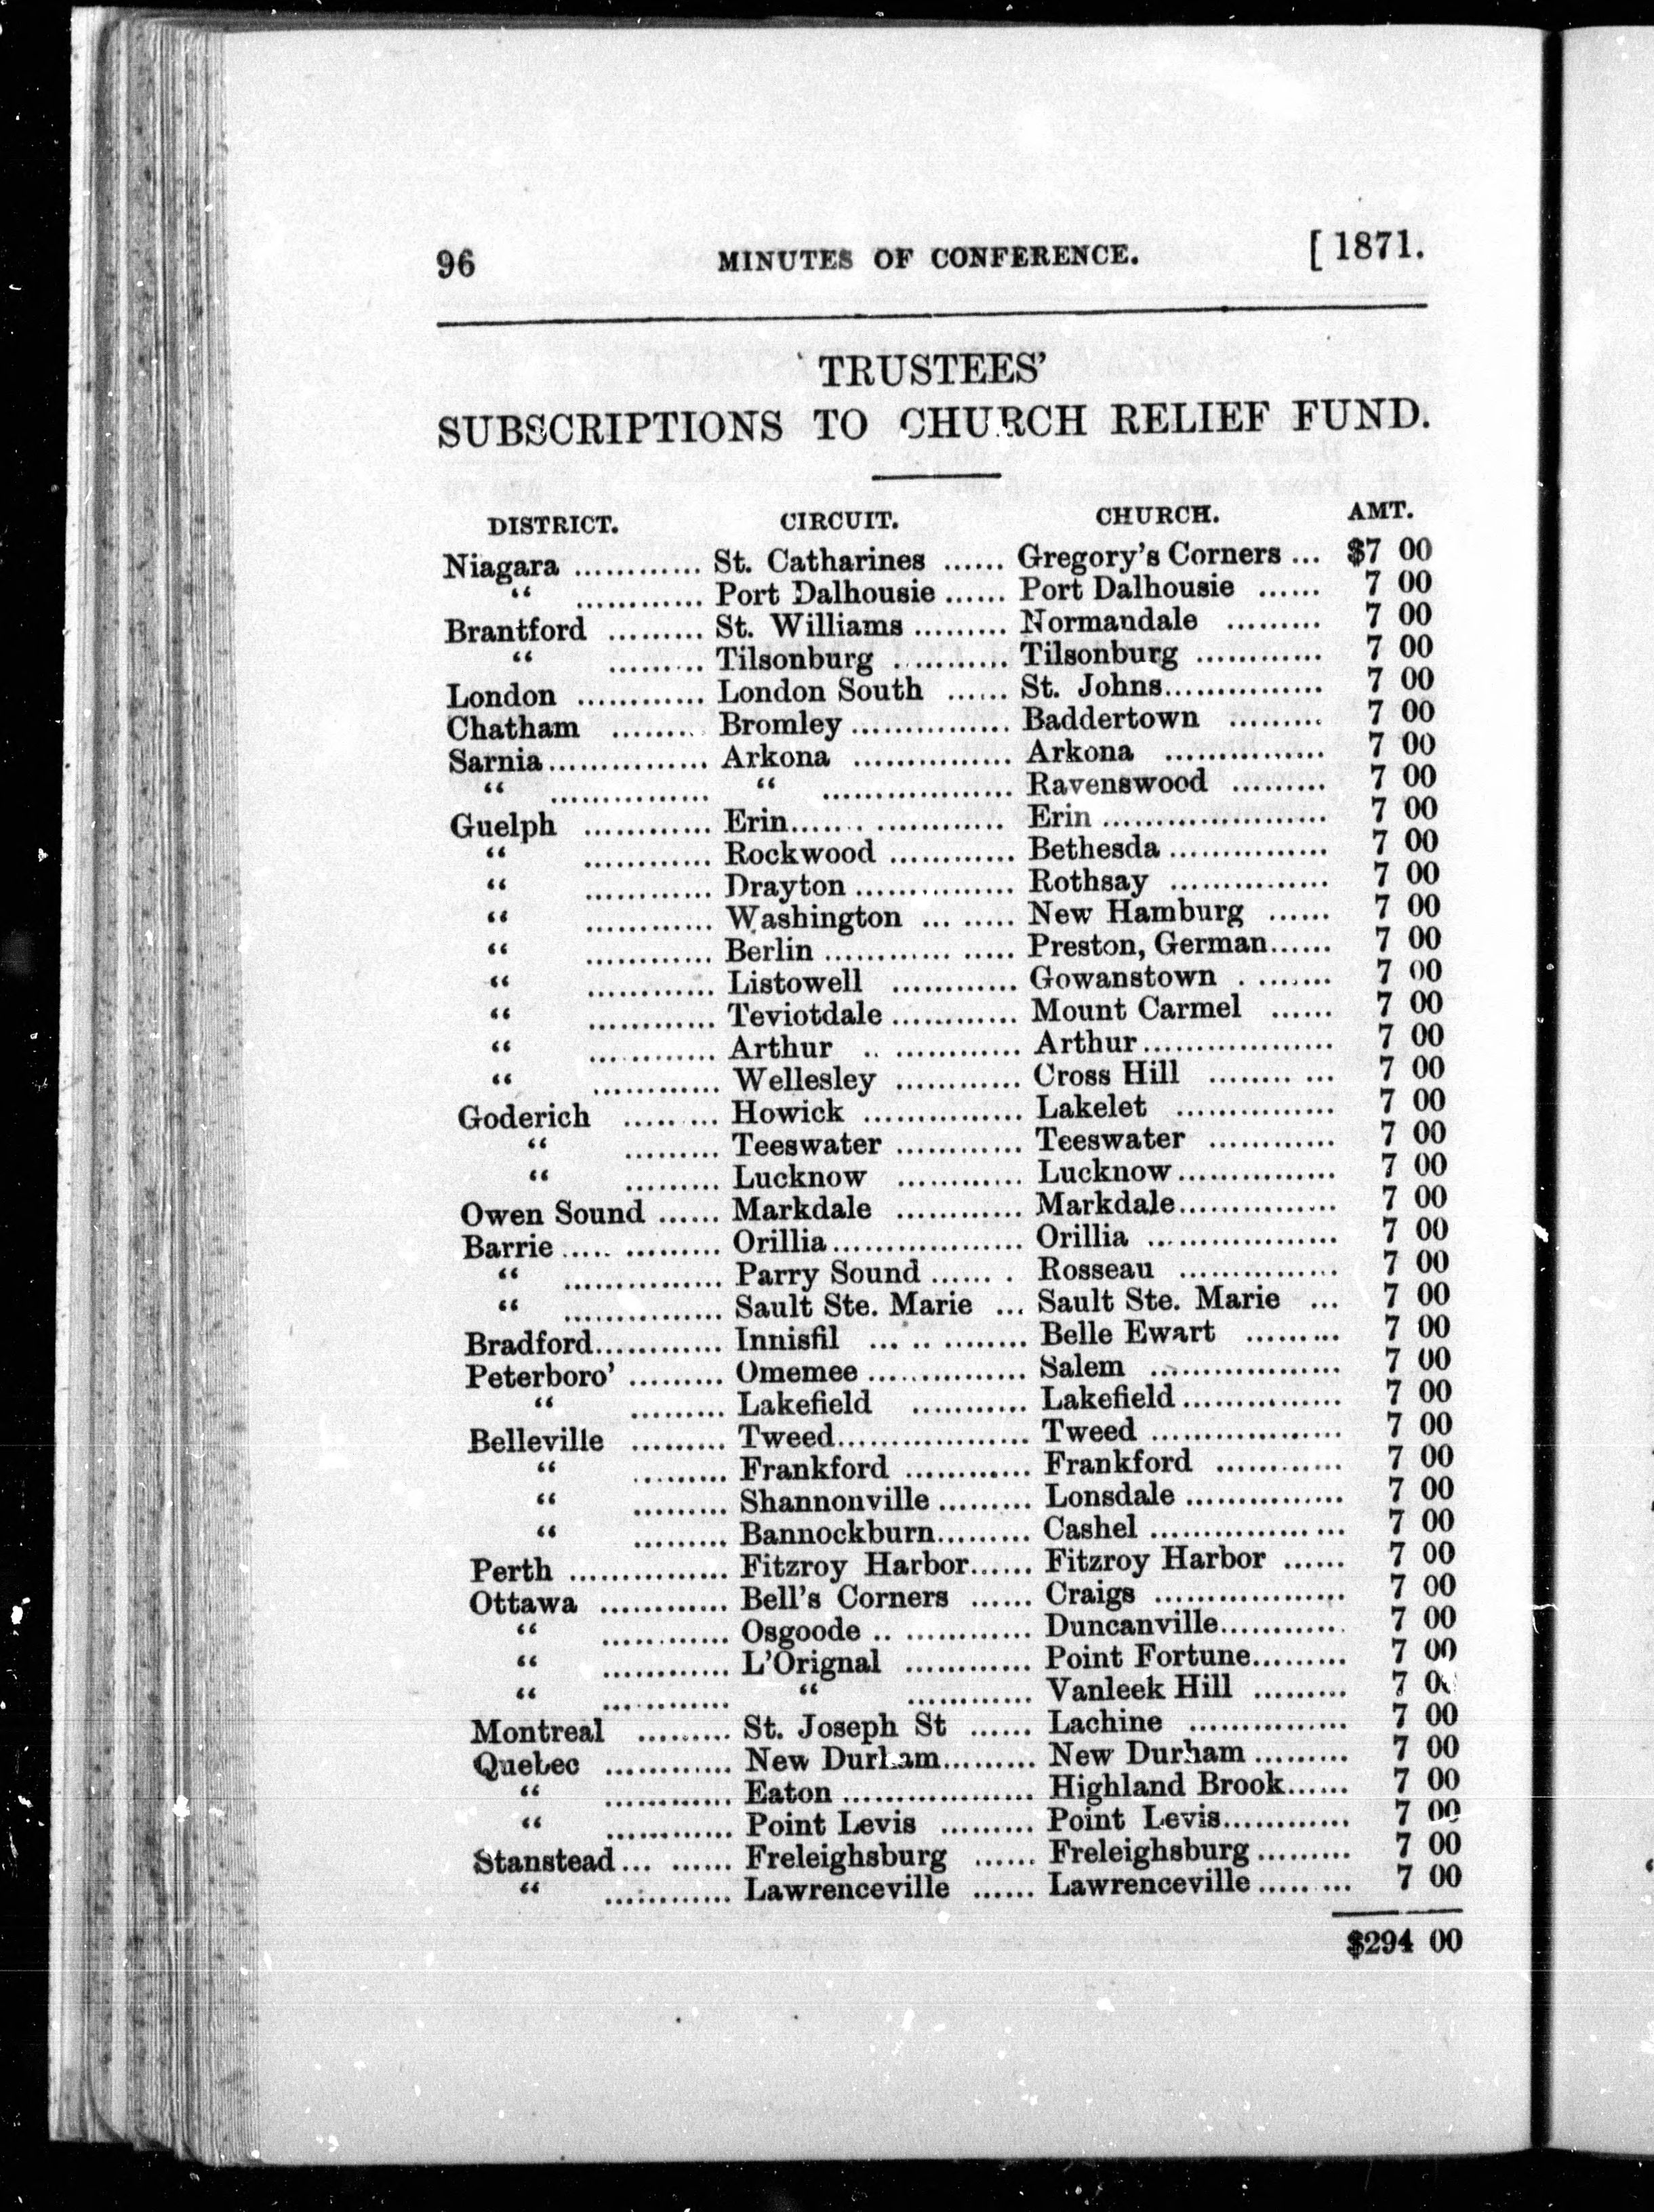 96 MINUTES OF CONFERENCE. [ 1871.
TRUSTEES'
SUBSCRIPTIONS TO CHURCH RELIEF FUND.
DISTRICT. CIRCUIT. CHURCH. AMT.
Niagara ............ St. Catharines ...... Gregory's Corners ... $7 00
“ ............ Port Dalhousie ...... Port Dalhousie ...... 7 00
Brantford ......... St. Williams ......... Normandale ......... 7 00
“ ......... Tilsonburg ........... Tilsonburg ............ 7 00
London ............ London South ...... St. Johns............... 7 00
Chatham ......... Bromley ............... Baddertown ......... 7 00
Sarnia ............... Arkona ............... Arkona ............... 7 00
“ ............... “ .................. Ravenswood ......... 7 00
Guelph ............ Erin....... ............ Erin ..................... 7 00
“ ............ Rockwood ............ Bethesda ............... 7 00
“ ............ Drayton ............... Rothsay ............... 7 00
“ ............ Washington ... ...... New Hamburg ...... 7 00
“ ............ Berlin ............ ..... Preston, German...... 7 00
“ ............ Listowell ............ Gowanstown . ....... 7 00
“ ............ Teviotdale ............ Mount Carmel ...... 7 00
“ ............ Arthur .. ............ Arthur .................. 7 00
“ ............ Wellesley ............ Cross Hill ........ ... 7 00
Goderich ......... Howick ............... Lakelet ............... 7 00
“ ......... Teeswater ............ Teeswater ............ 7 00
“ ......... Lucknow ............ Lucknow ............... 7 00
Owen Sound ...... Markdale ............ Markdale............... 7 00
Barrie ..... ......... Orillia .................. Orillia .................. 7 00
“ ............... Parry Sound ...... . Rosseau ............... 7 00
“ ............... Sault Ste. Marie ... Sault Ste. Marie ... 7 00
Bradford............ Innisfil ... .. ........ Belle Ewart ......... 7 00
Peterboro' ......... Omemee ............... Salem .................. 7 00
“ ......... Lakefield ........... Lakefield ............... 7 00
Belleville ......... Tweed.................. Tweed .................. 7 00
“ ......... Frankford ............ Frankford ............ 7 00
“ ......... Shannonville ......... Lonsdale ............... 7 00
“ ......... Bannockburn......... Cashel .................. 7 00
Perth ............... Fitzroy Harbor...... Fitzroy Harbor ...... 7 00
Ottawa ............ Bell's Corners ...... Craigs .................. 7 00
“ ............ Osgoode .. ............ Duncanville............ 7 00
“ ............ L'Orignal ............ Point Fortune......... 7 00
“ ............ “ ............ Vanleek Hill ......... 7 00
Montreal ......... St. Joseph St ...... Lachine ............... 7 00
Quebec ............ New Durham......... New Durham ......... 7 00
“ ............ Eaton .................. Highland Brook...... 7 00
“ ............ Point Levis ......... Point Levis............ 7 00
Stanstead ... ...... Freleighsburg ...... Freleighsburg ......... 7 00
“ ............ Lawrenceville ...... Lawrenceville ..... ... 7 00
$294 00